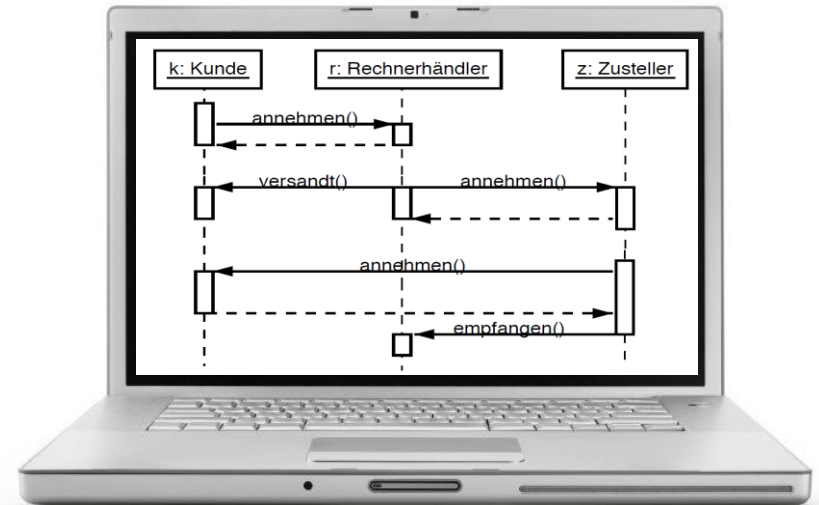 k: Kunde
r: Rechnerhändler
z: Zusteller
annehmen()
versandt()
annehmen()
annehmen()
empfangen()